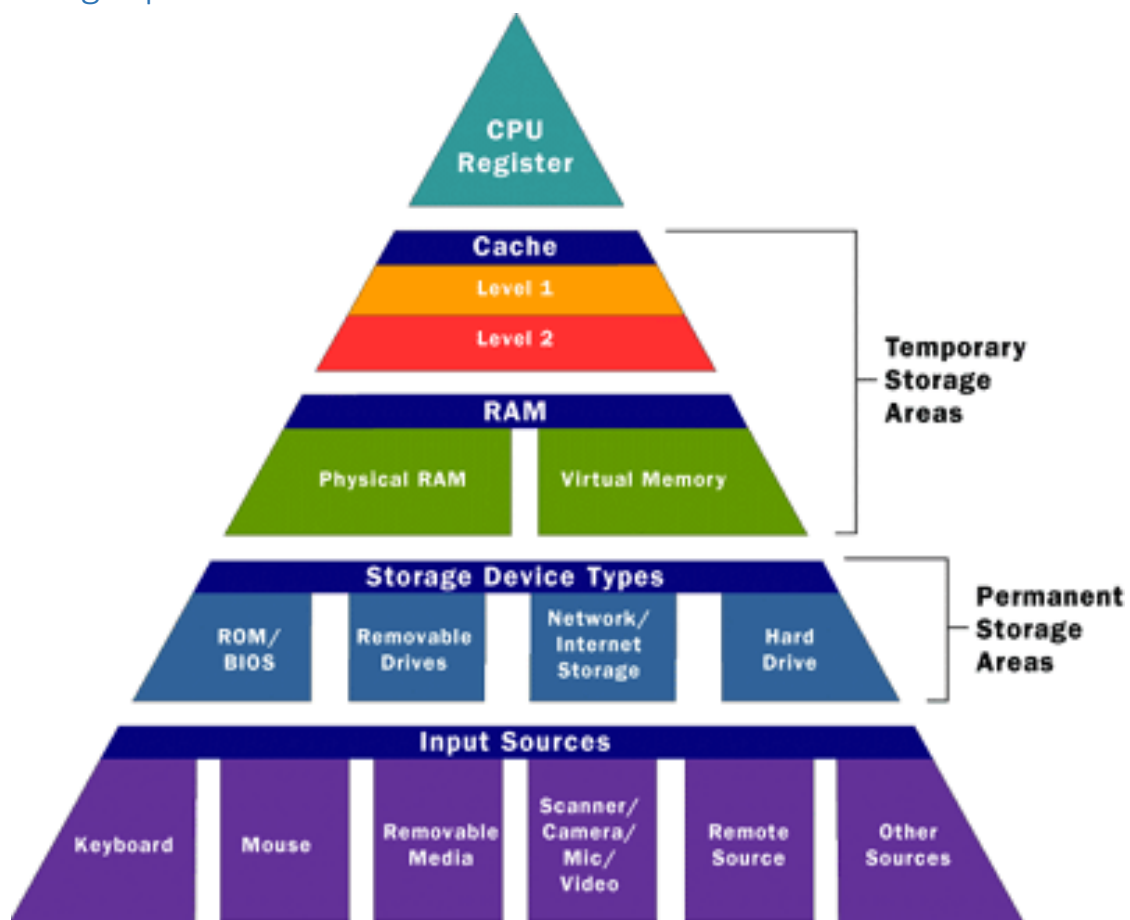 CPU
Register
Cache
Level 1
Level 2
Temporary
Storage
Areas
RAM
Physical RAM
Virtual Memory
Storage Device Types
ROM/
BIOS
Removable
Drives
Network/
Internet
Storage
Hard
Drive
Permanent
Storage
Areas
Input Sources
Keyboard
Mouse
Removable
Media
Scanner/
Camera/
Mic/
Video
Remote
Source
Other
Sources